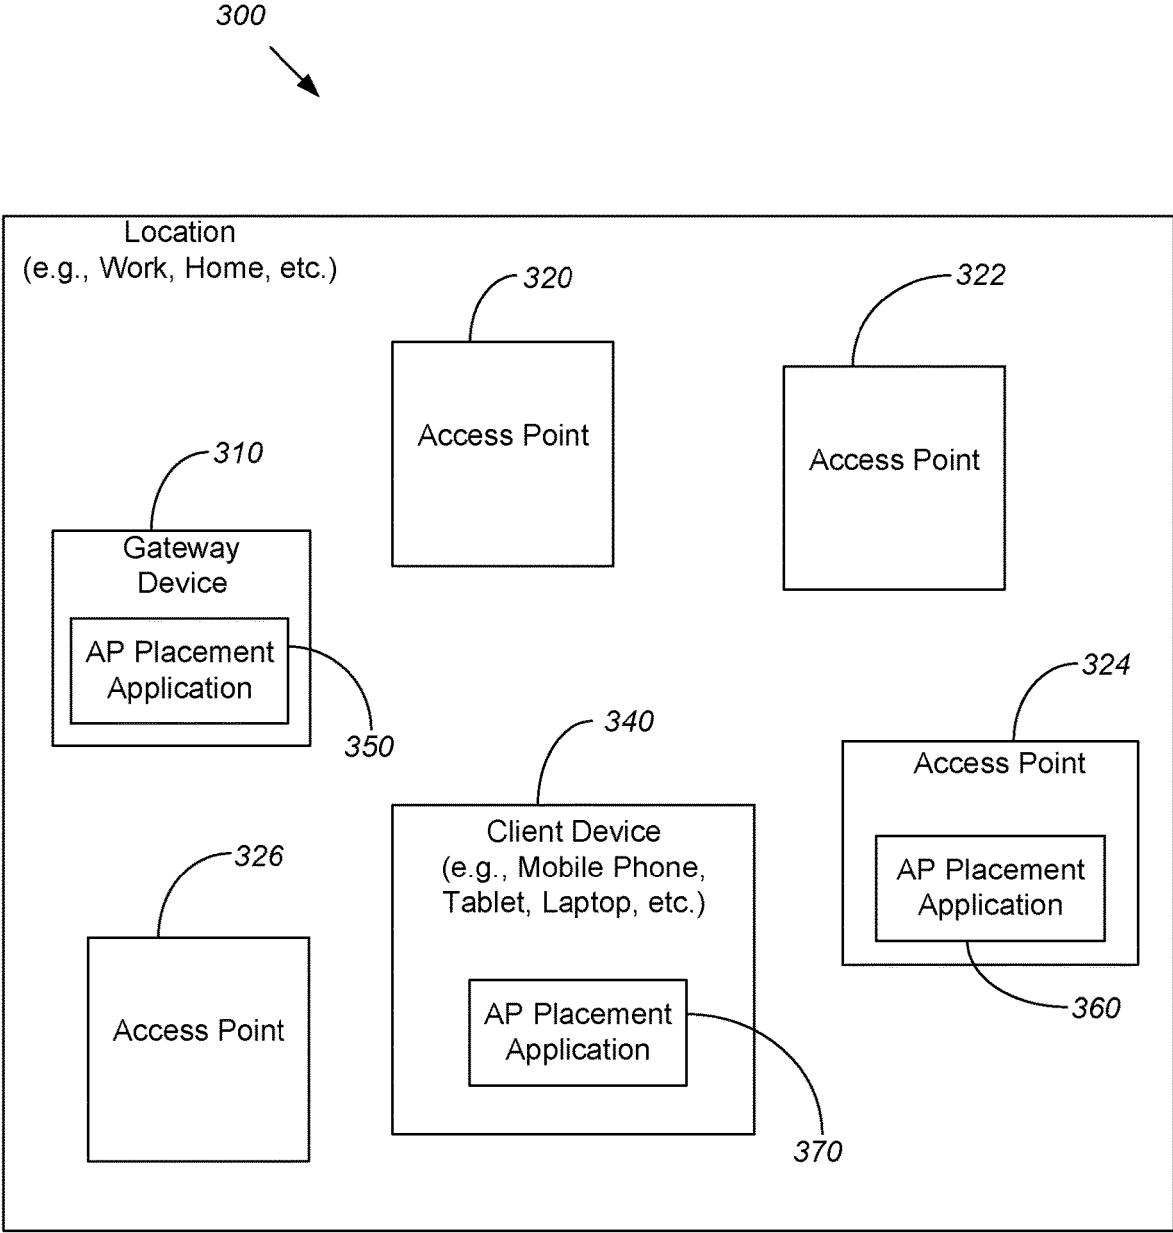 300
Location
(e.g., Work, Home, etc.)
320
322
Access Point
Access Point
310
Gateway
Device
AP Placement
Application
350
324
Access Point
AP Placement
Application
360
340
Client Device
(e.g., Mobile Phone,
Tablet, Laptop, etc.)
AP Placement
Application
370
326
Access Point